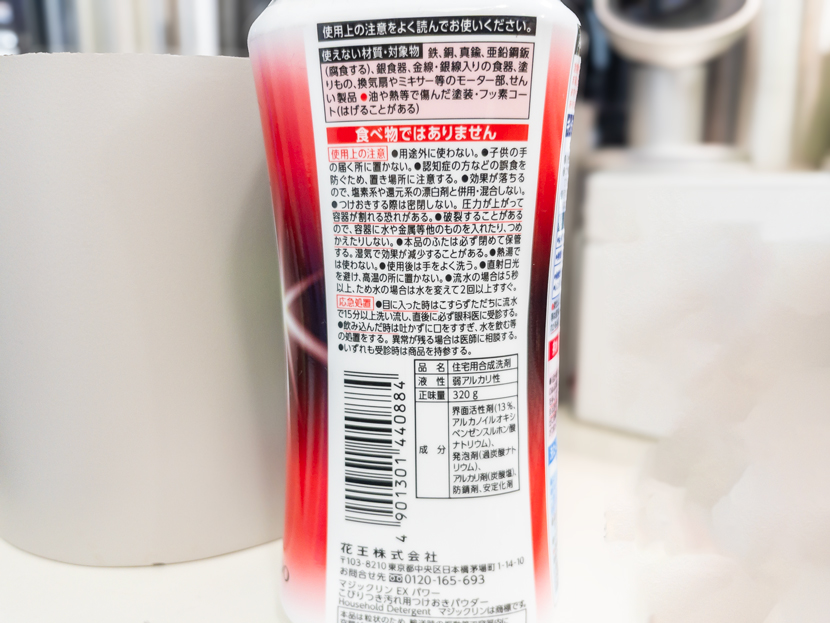 使用上の注意をよく読んでお使いください。
使えない材質・対象物 鉄、銅、真鍮、亜鉛鋼鈑
(腐食する)、銀食器、金線・銀線入りの食器、塗
りもの、換気扇やミキサー等のモーター部、せん
い製品 ●油や熱等で傷んだ塗装・フッ素コー
ト(はげることがある)
食べ物ではありません
使用上の注意 ●用途外に使わない。●子供の手
の届く所に置かない。●認知症の方などの誤食を
防ぐため、置き場所に注意する。●効果が落ちる
ので、塩素系や還元系の漂白剤と併用・混合しない。
●つけおきする際は密閉しない。圧力が上がって
容器が割れる恐れがある。●破裂することがある
ので、容器に水や金属等他のものを入れたり、つめ
かえたりしない。●本品のふたは必ず閉めて保管
する。湿気で効果が減少することがある。●熱湯で
は使わない。●使用後は手をよく洗う。●直射日光
を避け、高温の所に置かない。●流水の場合は5秒
以上、ため水の場合は水を変えて2回以上すすぐ。
応急処置 ●目に入った時はこすらずただちに流水
で15分以上洗い流し、直後に必ず眼科医に受診する。
●飲み込んだ時は吐かずに口をすすぎ、水を飲む等
の処置をする。異常が残る場合は医師に相談する。
●いずれも受診時は商品を持参する。
品名 住宅用合成洗剤
液性 弱アルカリ性
正味量 320g
成分 界面活性剤(13%、
アルカノイルオキシ
ベンゼンスルホン酸
ナトリウム)、
発泡剤(過炭酸ナト
リウム)、
アルカリ剤(炭酸塩)、
防錆剤、安定化剤
4 901301 440884
花王株式会社
〒103-8210 東京都中央区日本橋茅場町1-14-10
お問合せ先 0120-165-693
マジックリン EX パワー
こびりつき汚れ用つけおきパウダー
Household Detergent マジックリンは商標です。